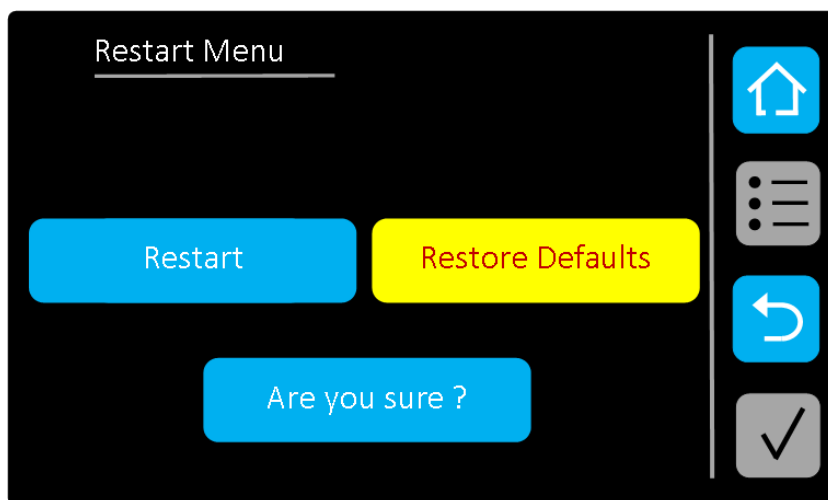 Restart Menu
Restart
Restore Defaults
Are you sure ?